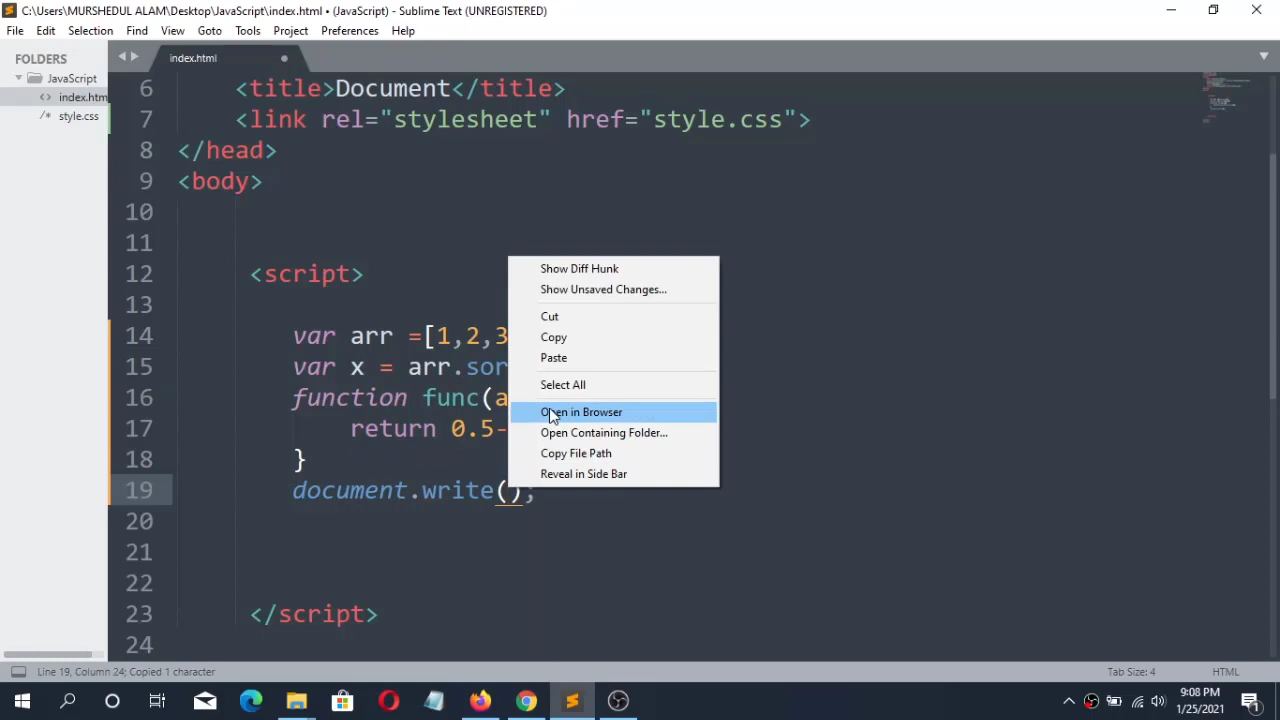 C:\Users\MURSHEDUL ALAM\Desktop\JavaScript\index.html • (JavaScript) - Sublime Text (UNREGISTERED)
File Edit Selection Find View Goto Tools Project Preferences Help
FOLDERS
JavaScript
<> index.htm
/* style.css
index.html
6 <title>Document</title>
7 <link rel="stylesheet" href="style.css">
8 </head>
9 <body>
10
11
12 <script>
13
14 var arr =[1,2,3
15 var x = arr.sor
16 function func(a
17 return 0.5-
18 }
19 document.write();
20
21
22
23 </script>
24
Show Diff Hunk
Show Unsaved Changes...
Cut
Copy
Paste
Select All
Open in Browser
Open Containing Folder...
Copy File Path
Reveal in Side Bar
Line 19, Column 24; Copied 1 character
Tab Size: 4
HTML
9:08 PM
1/25/2021
1